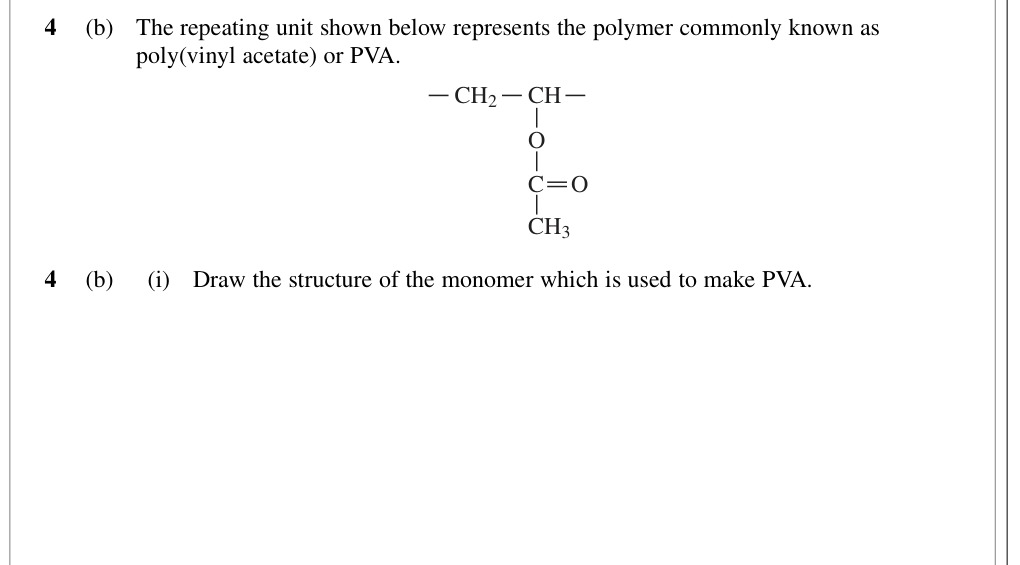 4 (b) The repeating unit shown below represents the polymer commonly known as
poly(vinyl acetate) or PVA.
— CH₂ — CH —
|
O
|
C=O
|
CH₃
4 (b) (i) Draw the structure of the monomer which is used to make PVA.